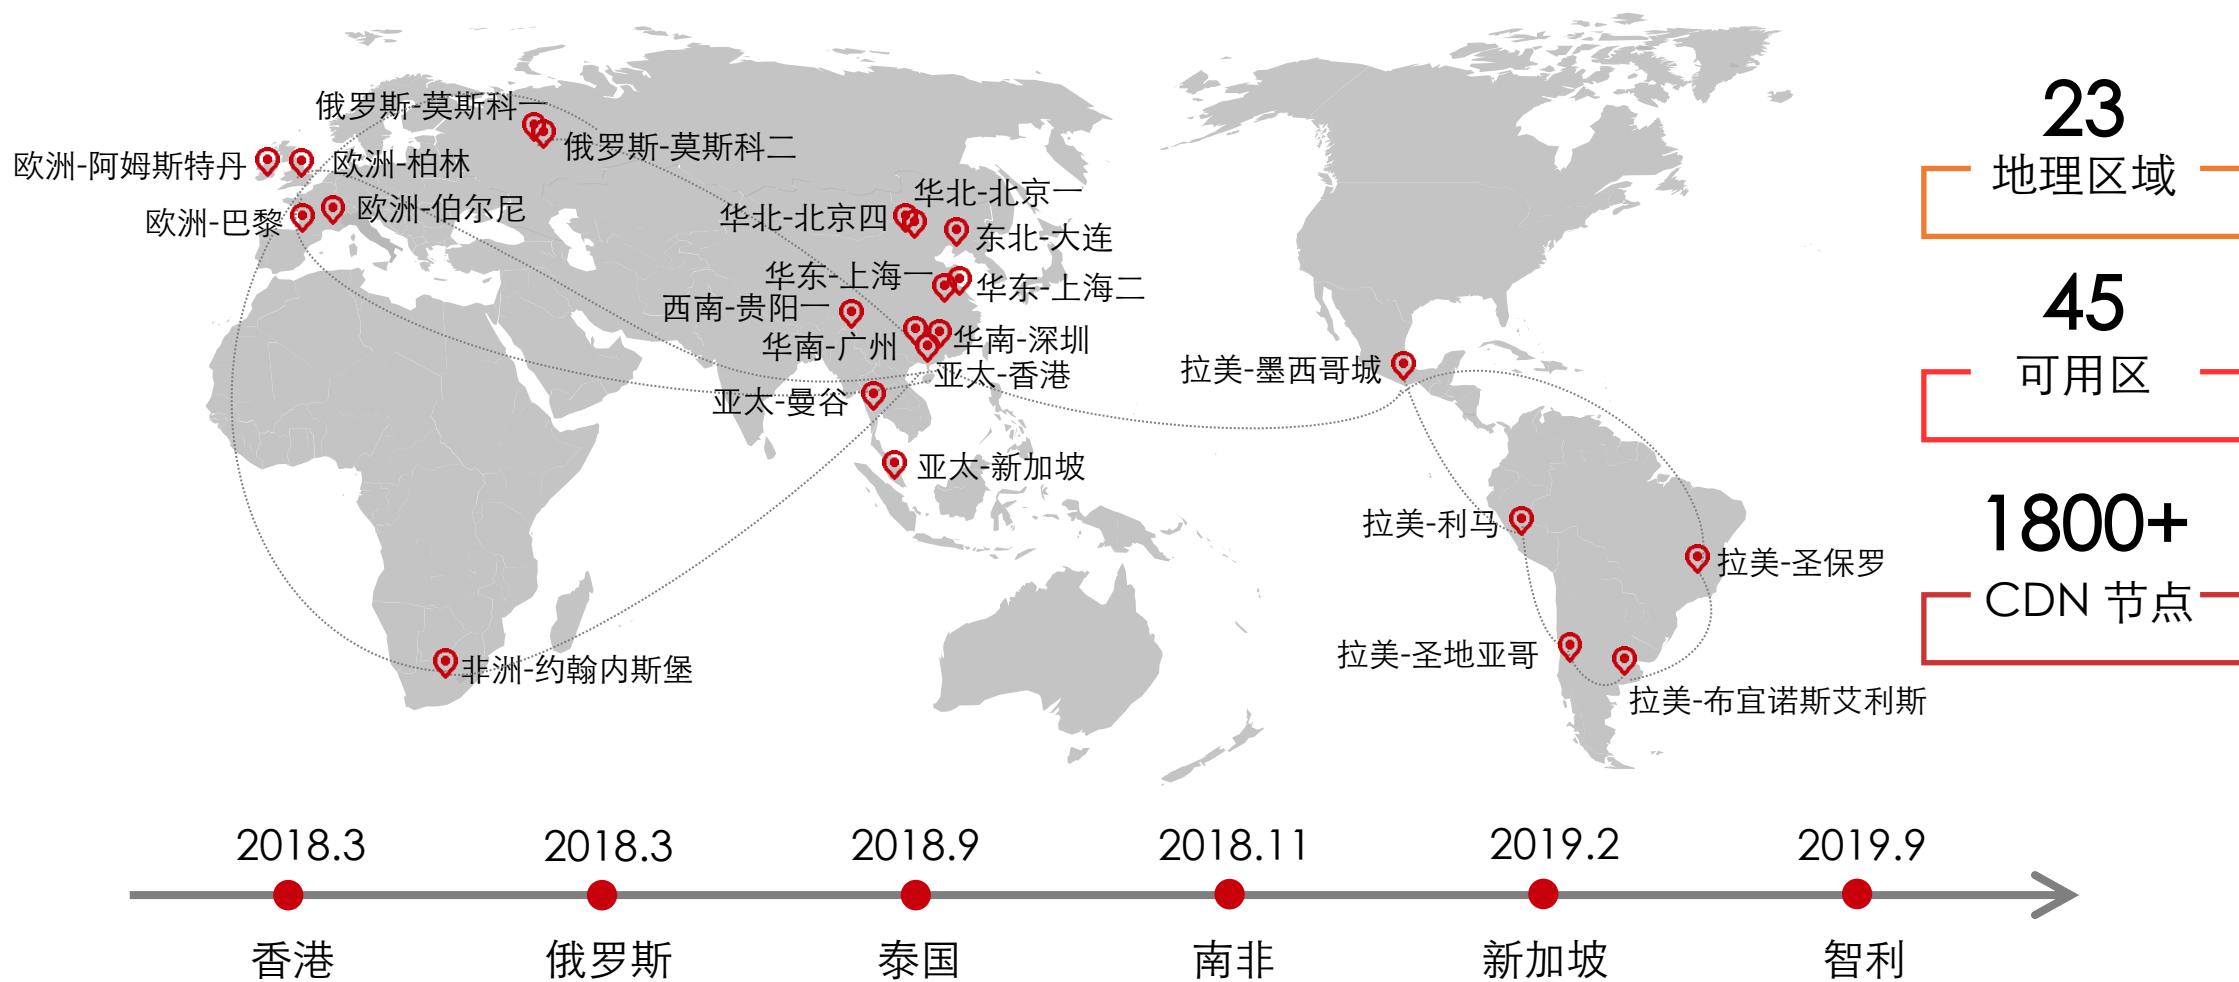 俄罗斯-莫斯科一
俄罗斯-莫斯科二
欧洲-阿姆斯特丹
欧洲-柏林
欧洲-巴黎
欧洲-伯尔尼
华北-北京一
华北-北京四
东北-大连
华东-上海一
华东-上海二
西南-贵阳一
华南-广州
华南-深圳
亚太-香港
亚太-曼谷
亚太-新加坡
非洲-约翰内斯堡
拉美-墨西哥城
拉美-利马
拉美-圣保罗
拉美-圣地亚哥
拉美-布宜诺斯艾利斯
23
地理区域
45
可用区
1800+
CDN 节点
2018.3
2018.3
2018.9
2018.11
2019.2
2019.9
香港
俄罗斯
泰国
南非
新加坡
智利